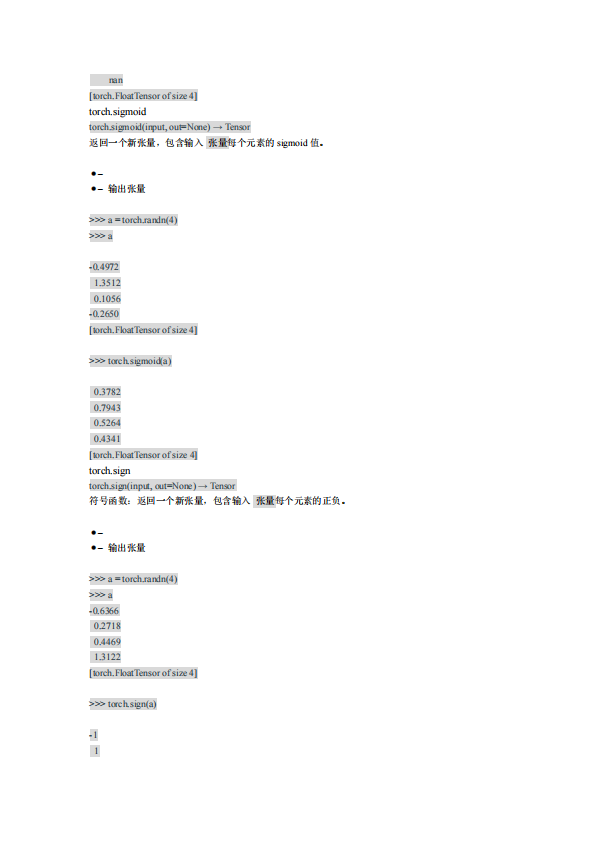 nan
[torch.FloatTensor of size 4]
torch.sigmoid
torch.sigmoid(input, out=None) → Tensor
返回一个新张量，包含输入 张量每个元素的 sigmoid 值。
●–
●– 输出张量
>>> a = torch.randn(4)
>>> a
-0.4972
1.3512
0.1056
-0.2650
[torch.FloatTensor of size 4]
>>> torch.sigmoid(a)
0.3782
0.7943
0.5264
0.4341
[torch.FloatTensor of size 4]
torch.sign
torch.sign(input, out=None) → Tensor
符号函数：返回一个新张量，包含输入 张量每个元素的正负。
●–
●– 输出张量
>>> a = torch.randn(4)
>>> a
-0.6366
0.2718
0.4469
1.3122
[torch.FloatTensor of size 4]
>>> torch.sign(a)
-1
1